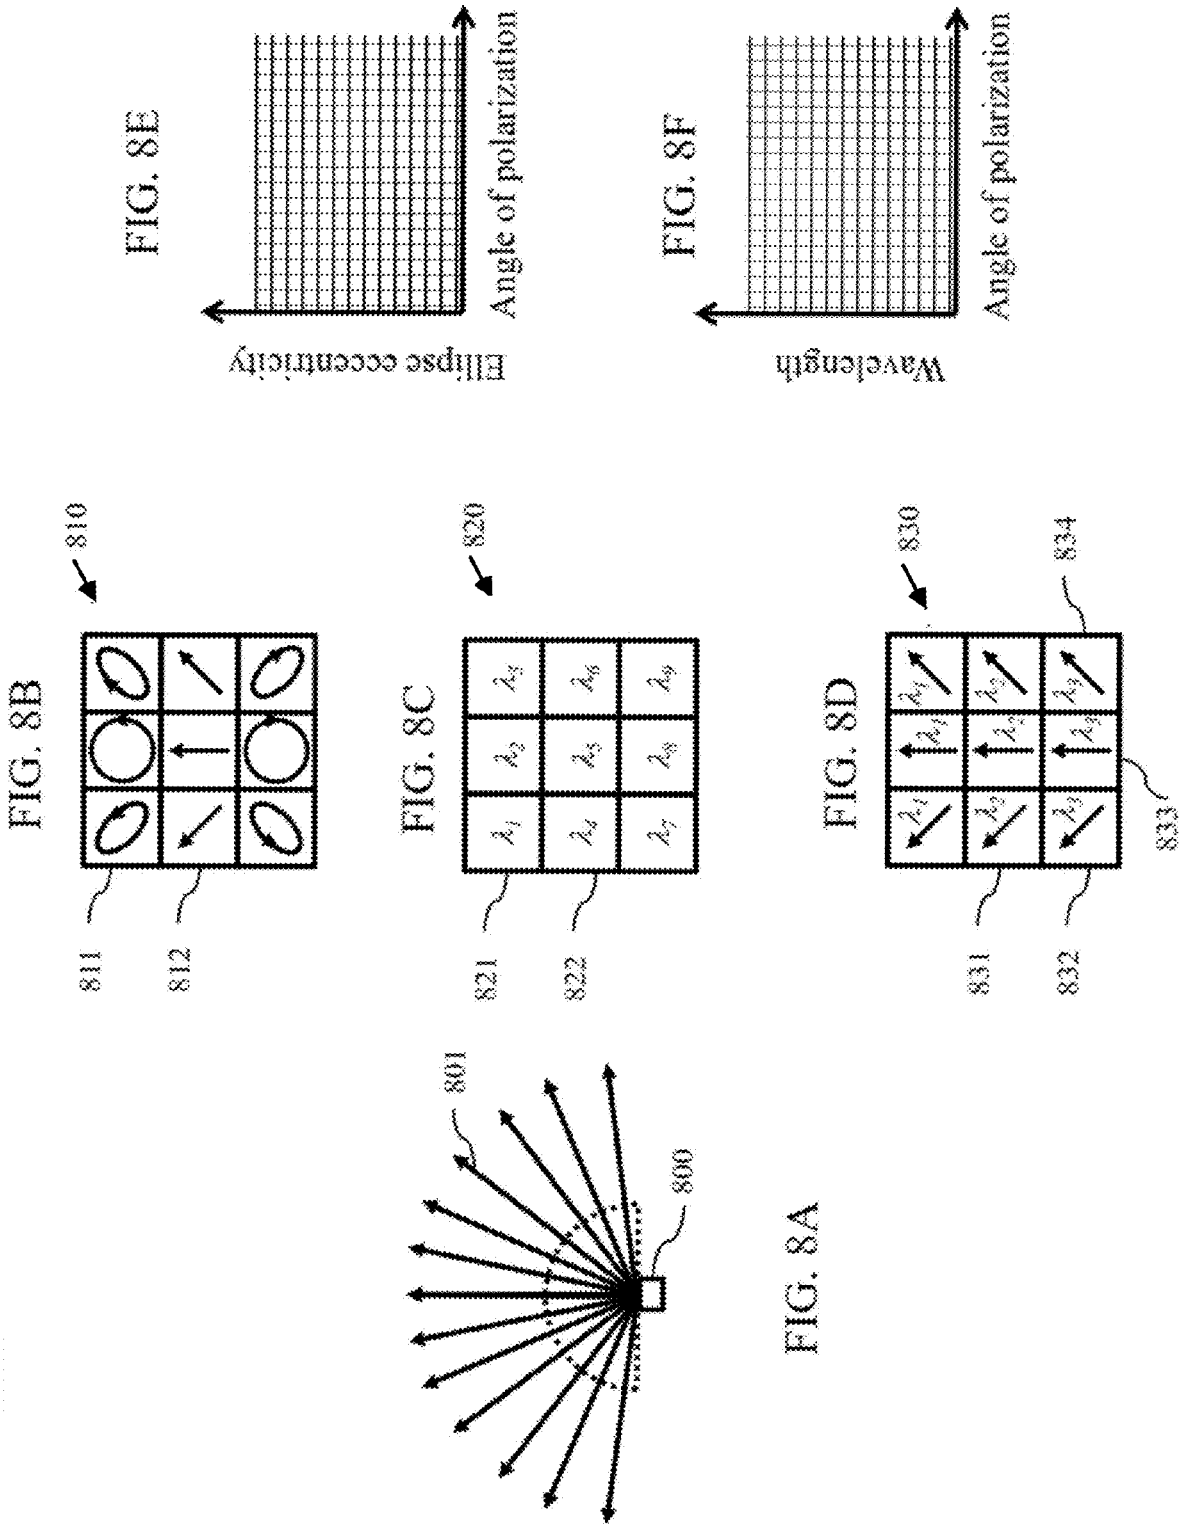 801
800
FIG. 8A
FIG. 8B
810
811
812
FIG. 8C
820
821
822
λ₁ λ₂ λ₃
λ₄ λ₅ λ₆
λ₇ λ₈ λ₉
FIG. 8D
830
831
832
833
834
λ₁ λ₁ λ₁
λ₂ λ₂ λ₂
λ₃ λ₃ λ₃
FIG. 8E
Ellipse eccentricity
Angle of polarization
FIG. 8F
Wavelength
Angle of polarization